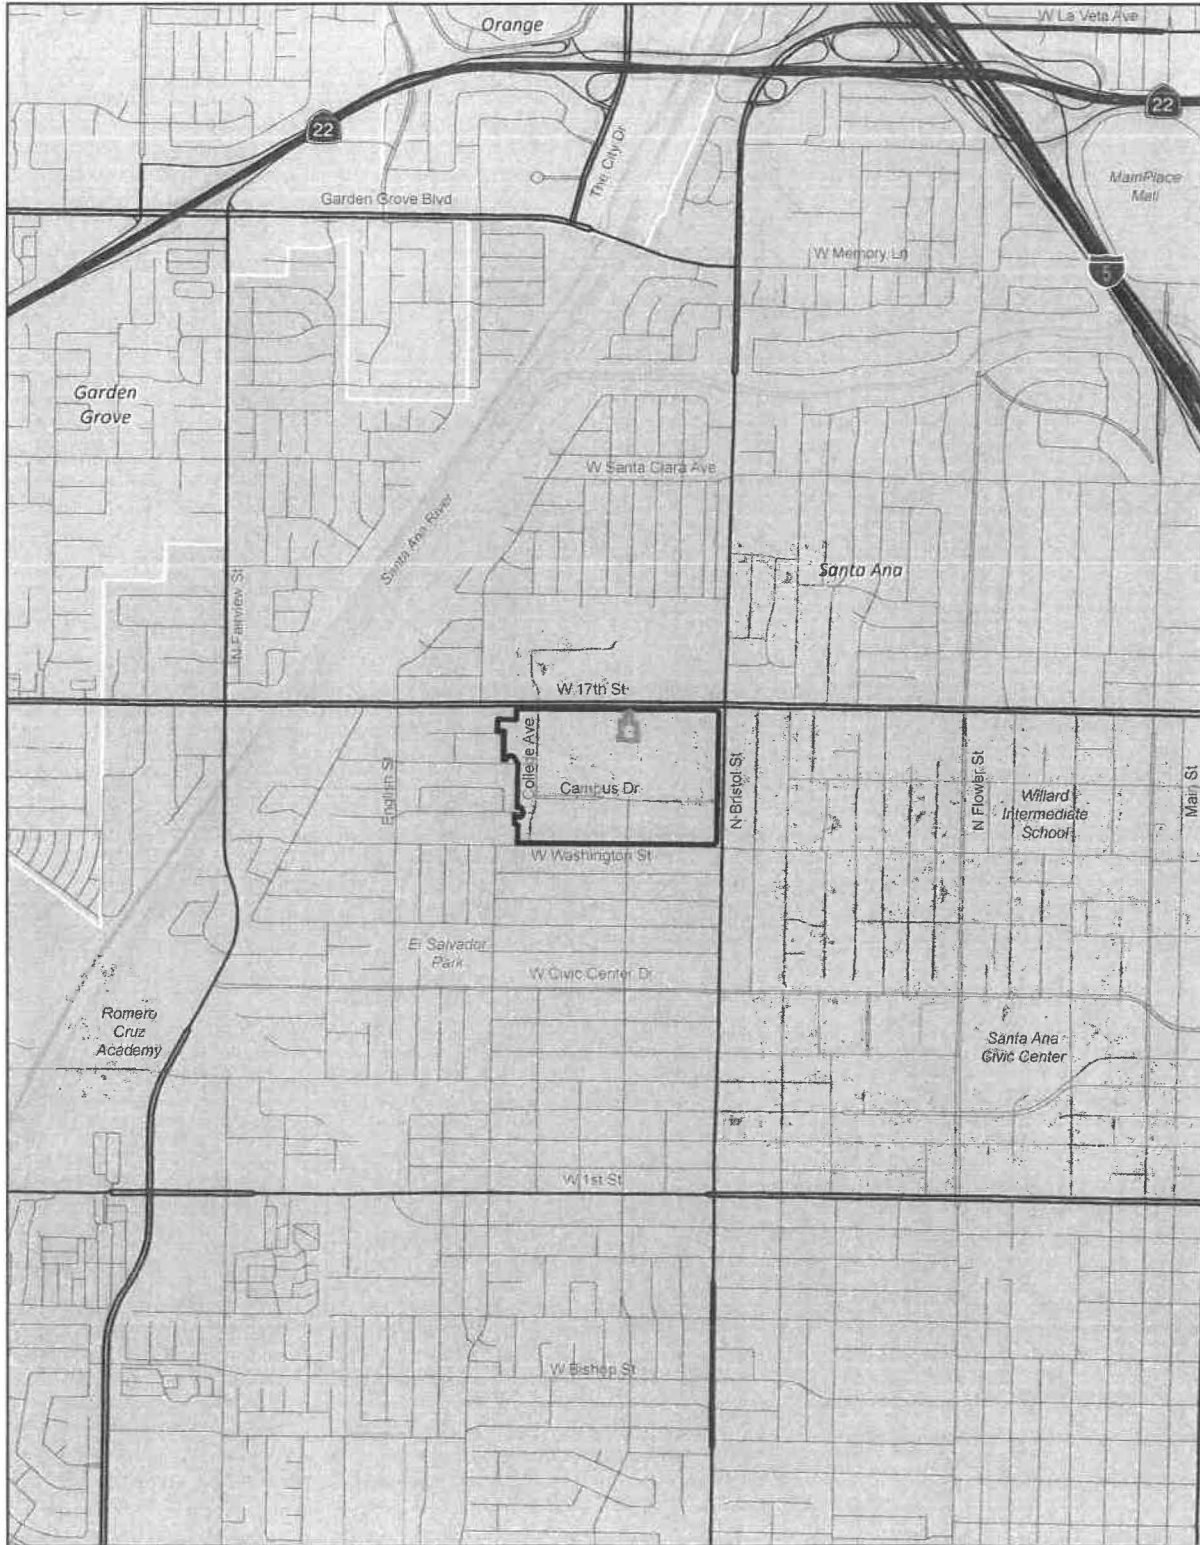 Orange
W La Veta Ave
22
22
The City Dr
MainPlace
Mall
Garden Grove Blvd
W Memory Ln
5
Garden
Grove
W Santa Clara Ave
Santa Ana River
Santa Ana
N Fairview St
W 17th St
College Ave
English St
Campus Dr
N Bristol St
N Flower St
Willard
Intermediate
School
Main St
W Washington St
El Salvador
Park
W Civic Center Dr
Romero
Cruz
Academy
Santa Ana
Civic Center
W 1st St
W Bishop St